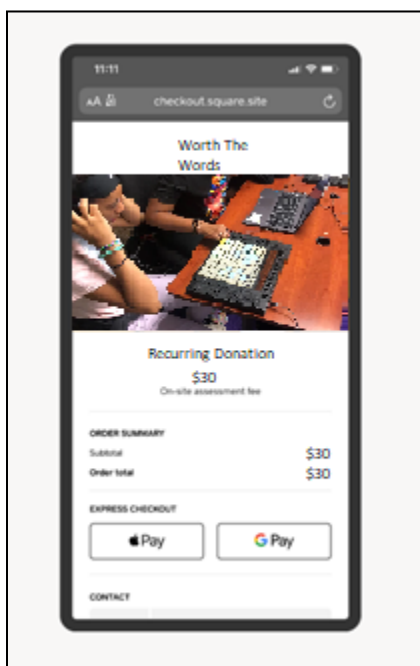 11:11
AA checkout.square.site
Worth The
Words
Recurring Donation
$30
On-site assessment fee
ORDER SUMMARY
Subtotal $30
Order total $30
EXPRESS CHECKOUT
Pay G Pay
CONTACT